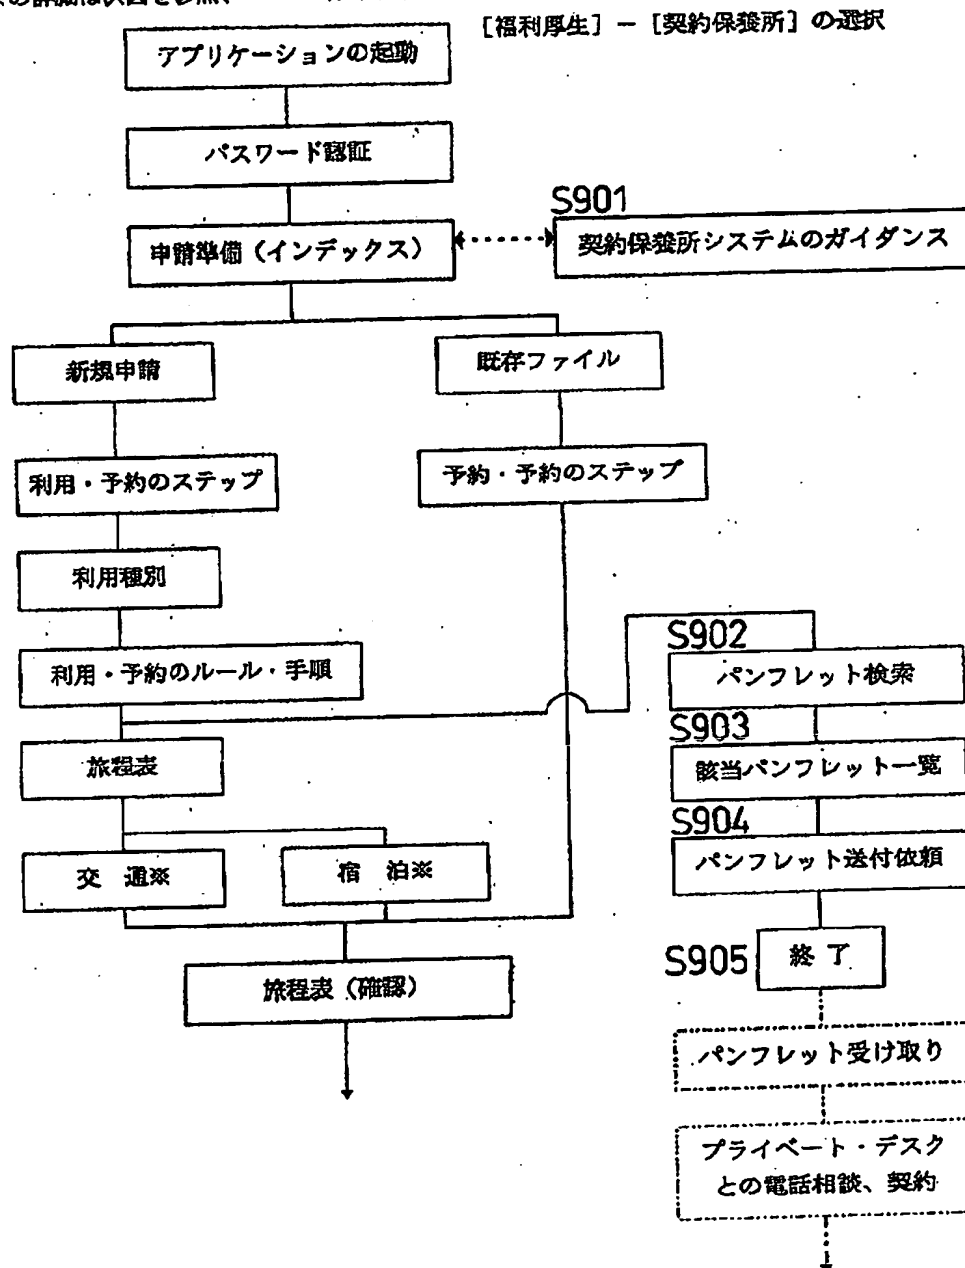 の詳細は次図を参照、
[福利厚生] － [契約保養所] の選択
アプリケーションの起動
パスワード認証
S901
申請準備（インデックス）
契約保養所システムのガイダンス
新規申請
既存ファイル
利用・予約のステップ
予約・予約のステップ
利用種別
S902
利用・予約のルール・手順
パンフレット検索
S903
旅程表
該当パンフレット一覧
S904
交　通※
宿　泊※
パンフレット送付依頼
S905
終 了
旅程表（確認）
パンフレット受け取り
プライベート・デスク
との電話相談、契約